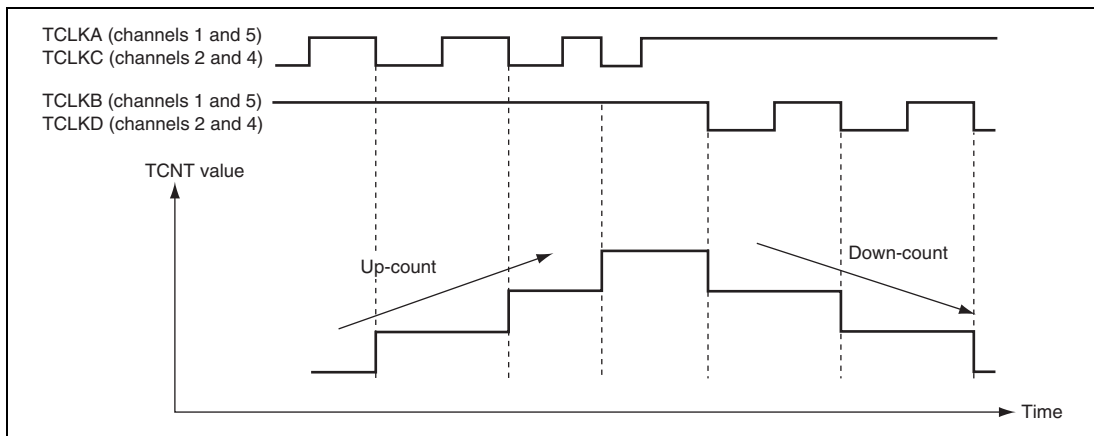 TCLKA (channels 1 and 5)
TCLKC (channels 2 and 4)
TCLKB (channels 1 and 5)
TCLKD (channels 2 and 4)
TCNT value
Up-count
Down-count
Time